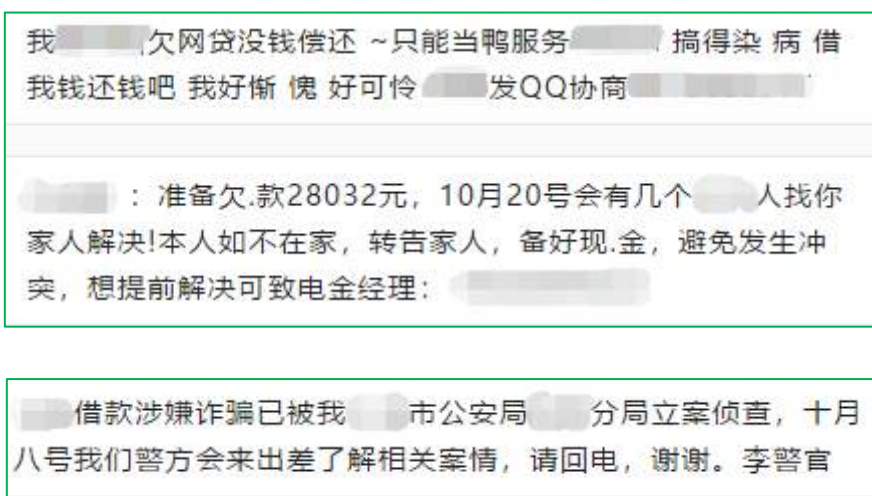 我 欠网贷没钱偿还 ~只能当鸭服务 搞得染 病 借
我钱还钱吧 我好惭 愧 好可怜 发QQ协商
：准备欠.款28032元，10月20号会有几个 人找你
家人解决!本人如不在家，转告家人，备好现.金，避免发生冲
突，想提前解决可致电金经理：
借款涉嫌诈骗已被我 市公安局 分局立案侦查，十月
八号我们警方会来出差了解相关案情，请回电，谢谢。李警官